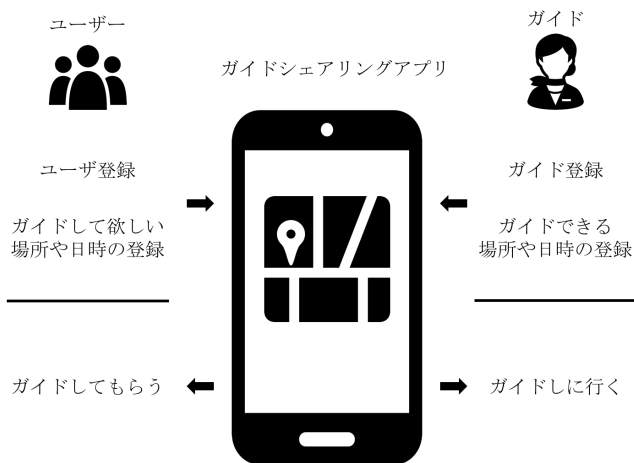 ユーザー
ガイド
ガイドシェアリングアプリ
ユーザ登録
ガイドして欲しい
場所や日時の登録
ガイド登録
ガイドできる
場所や日時の登録
ガイドしてもらう
ガイドしに行く